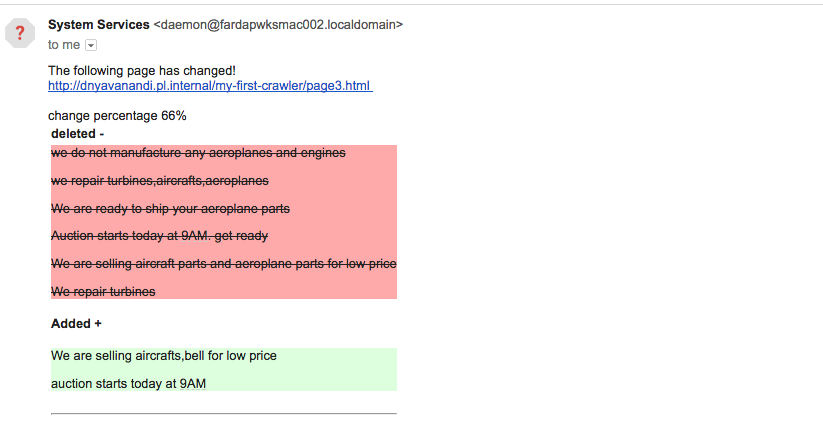 ?
System Services <daemon@fardapwksmac002.localdomain>
to me
The following page has changed!
http://dnyavanandi.pl.internal/my-first-crawler/page3.html
change percentage 66%
deleted -
we do not manufacture any aeroplanes and engines
we repair turbines,aircrafts,aeroplanes
We are ready to ship your aeroplane parts
Auction starts today at 9AM. get ready
We are selling aircraft parts and aeroplane parts for low price
We repair turbines
Added +
We are selling aircrafts,bell for low price
auction starts today at 9AM